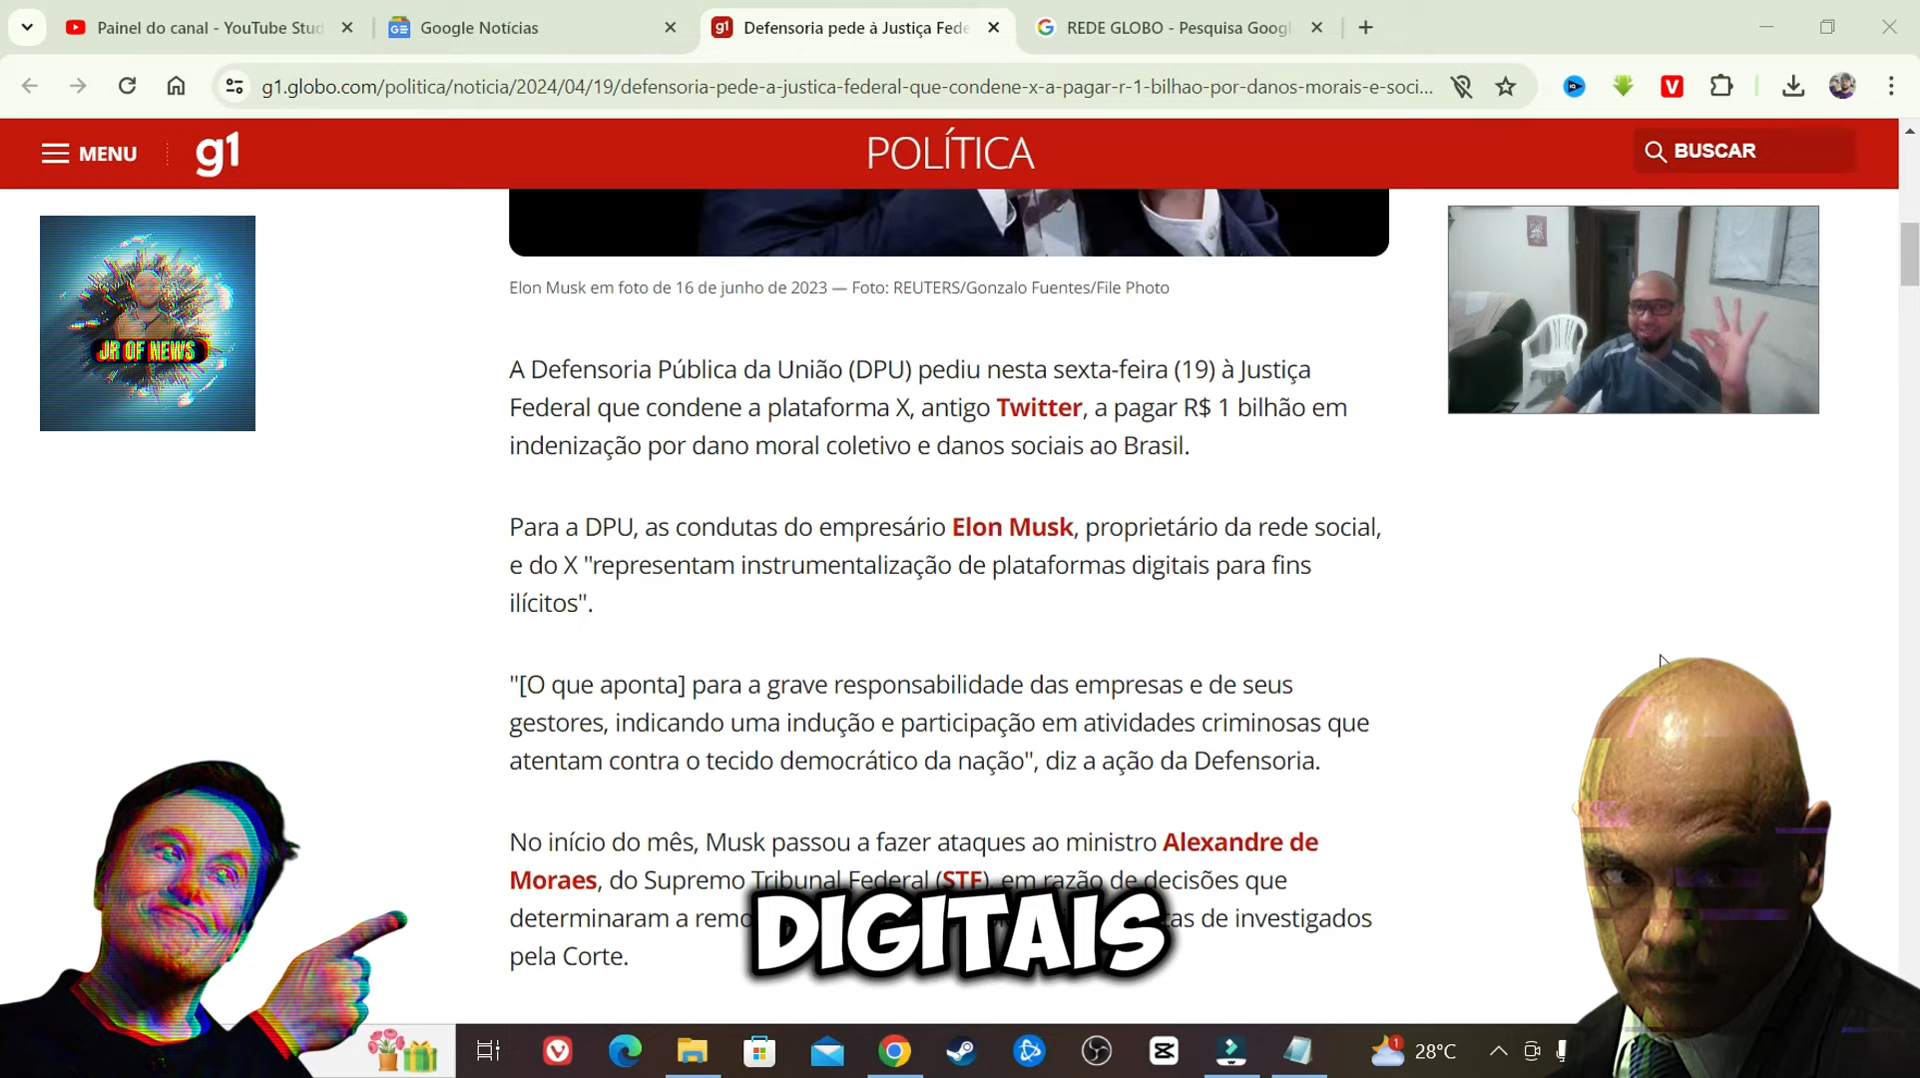 Painel do canal - YouTube Stud
Google Notícias
g1 Defensoria pede à Justiça Fede
REDE GLOBO - Pesquisa Googl
g1.globo.com/politica/noticia/2024/04/19/defensoria-pede-a-justica-federal-que-condene-x-a-pagar-r-1-bilhao-por-danos-morais-e-soci...
MENU g1 POLÍTICA BUSCAR
JR OF NEWS
Elon Musk em foto de 16 de junho de 2023 — Foto: REUTERS/Gonzalo Fuentes/File Photo
A Defensoria Pública da União (DPU) pediu nesta sexta-feira (19) à Justiça
Federal que condene a plataforma X, antigo Twitter, a pagar R$ 1 bilhão em
indenização por dano moral coletivo e danos sociais ao Brasil.
Para a DPU, as condutas do empresário Elon Musk, proprietário da rede social,
e do X "representam instrumentalização de plataformas digitais para fins
ilícitos".
"[O que aponta] para a grave responsabilidade das empresas e de seus
gestores, indicando uma indução e participação em atividades criminosas que
atentam contra o tecido democrático da nação", diz a ação da Defensoria.
No início do mês, Musk passou a fazer ataques ao ministro Alexandre de
Moraes, do Supremo Tribunal Federal (STF), em razão de decisões que
determinaram a remo tas de investigados
pela Corte.
DIGITAIS
28°C